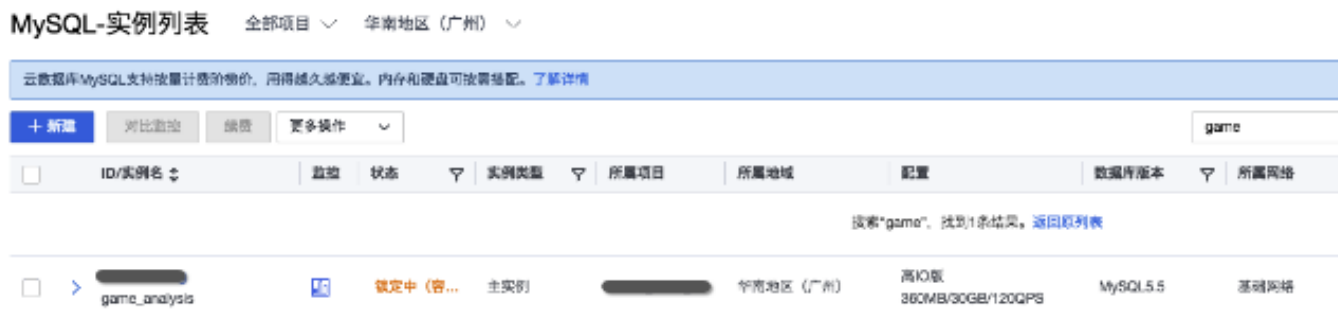 MySQL-实例列表 全部项目 华南地区（广州）
云数据库MySQL支持按量计费阶梯价，用得越久越便宜。内存和硬盘可按需搭配。了解详情
+ 新建 对比监控 续费 更多操作 game
ID/实例名 监控 状态 实例类型 所属项目 所属地域 配置 数据库版本 所属网络
搜索"game"，找到1条结果。返回原列表
锁定中（容... 主实例 华南地区（广州） 高IO版 MySQL5.5 基础网络
game_analysis 360MB/30GB/120QPS